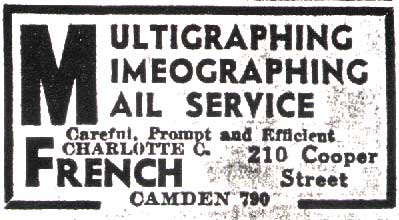 MULTIGRAPHING
MIMEOGRAPHING
MAIL SERVICE
Careful, Prompt and Efficient
CHARLOTTE C.
FRENCH
210 Cooper
Street
CAMDEN 790